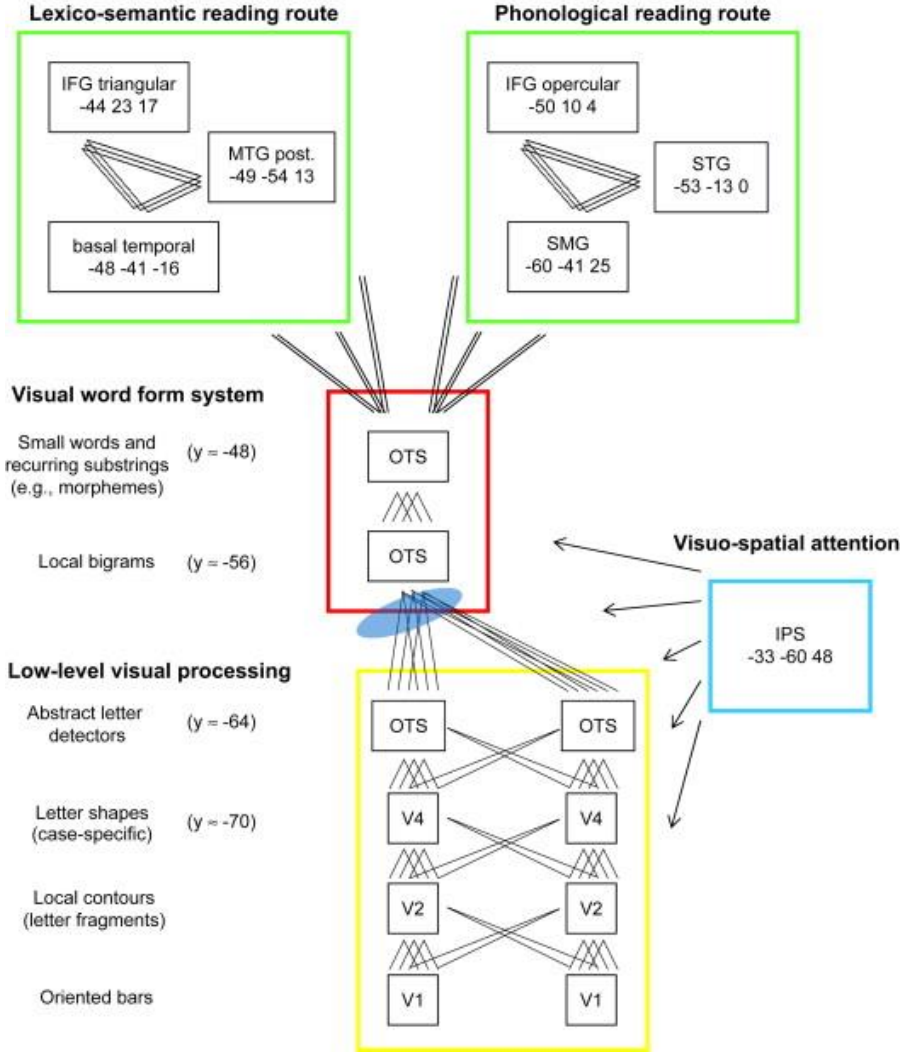 Lexico-semantic reading route
Phonological reading route
IFG triangular
-44 23 17
MTG post.
-49 -54 13
basal temporal
-48 -41 -16
IFG opercular
-50 10 4
STG
-53 -13 0
SMG
-60 -41 25
Visual word form system
Small words and
recurring substrings
(e.g., morphemes)
(y = -48)
OTS
Local bigrams
(y = -56)
OTS
Visuo-spatial attention
IPS
-33 -60 48
Low-level visual processing
Abstract letter
detectors
(y = -64)
OTS
OTS
Letter shapes
(case-specific)
(y ≈ -70)
V4
V4
Local contours
(letter fragments)
V2
V2
Oriented bars
V1
V1